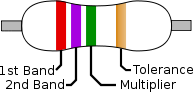 1st Band
Tolerance
2nd Band
Multiplier